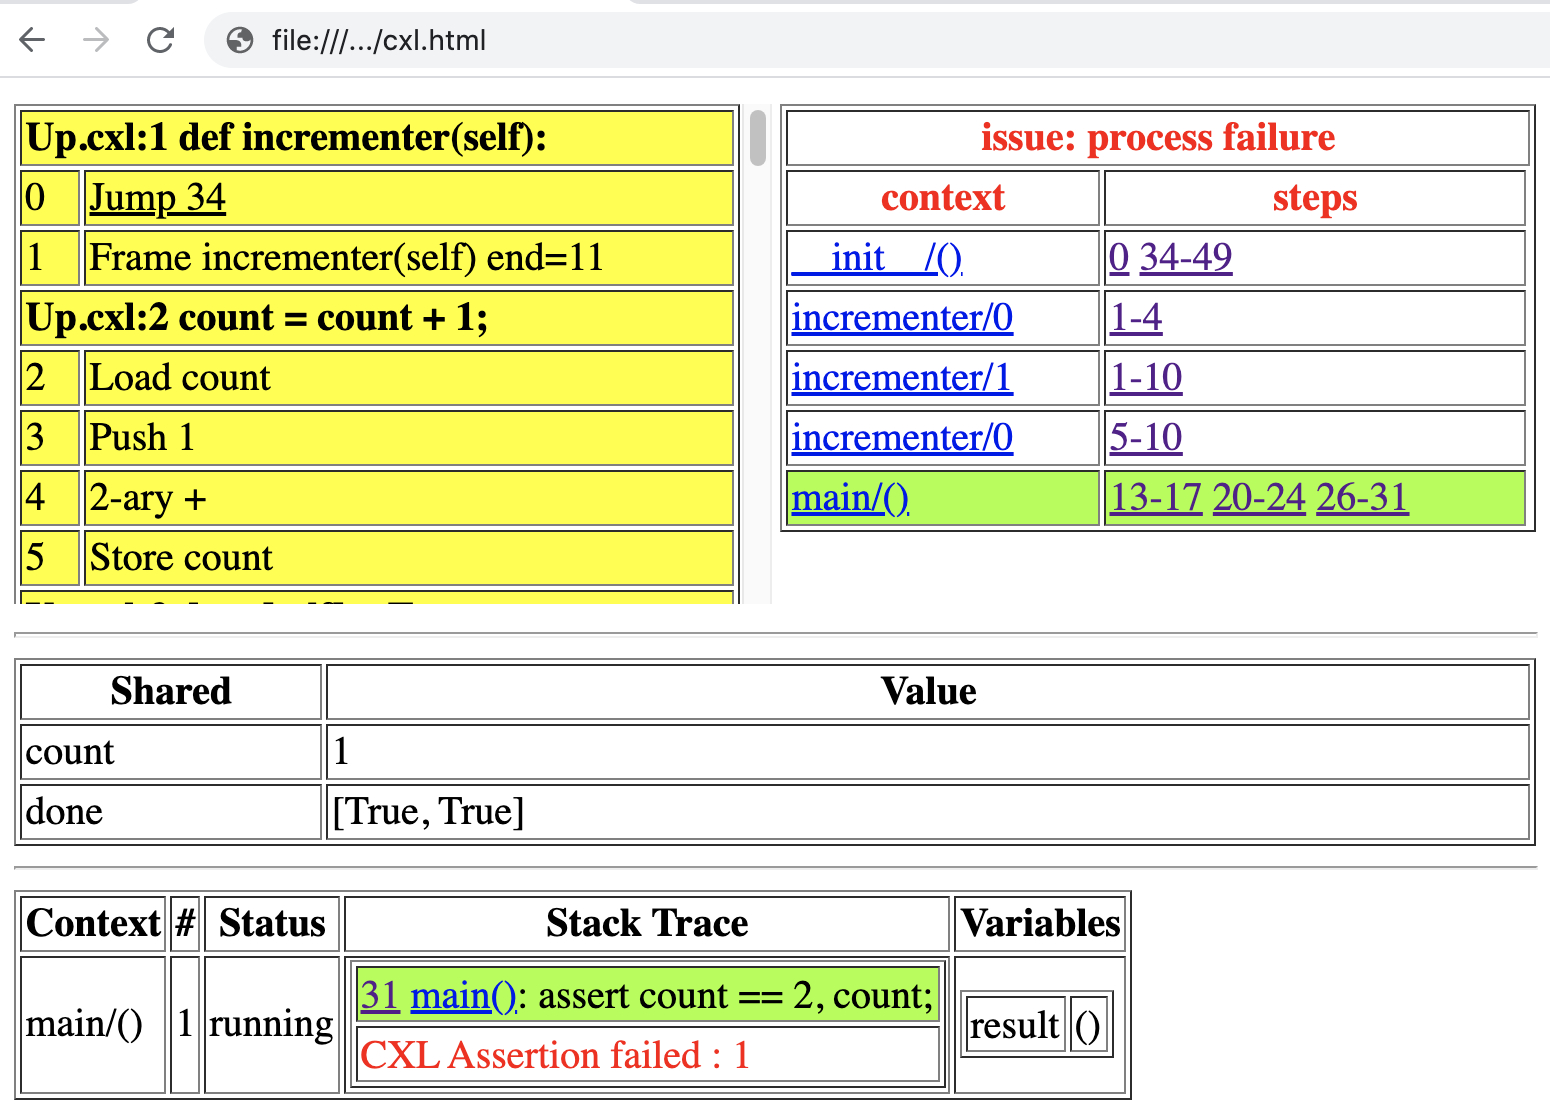 file:///.../cxl.html
Up.cxl:1 def incrementer(self):
0 Jump 34
1 Frame incrementer(self) end=11
Up.cxl:2 count = count + 1;
2 Load count
3 Push 1
4 2-ary +
5 Store count
issue: process failure
context steps
__init__/() 0 34-49
incrementer/0 1-4
incrementer/1 1-10
incrementer/0 5-10
main/() 13-17 20-24 26-31
Shared Value
count 1
done [True, True]
Context # Status Stack Trace Variables
main/() 1 running 31 main(): assert count == 2, count; result ()
CXL Assertion failed : 1